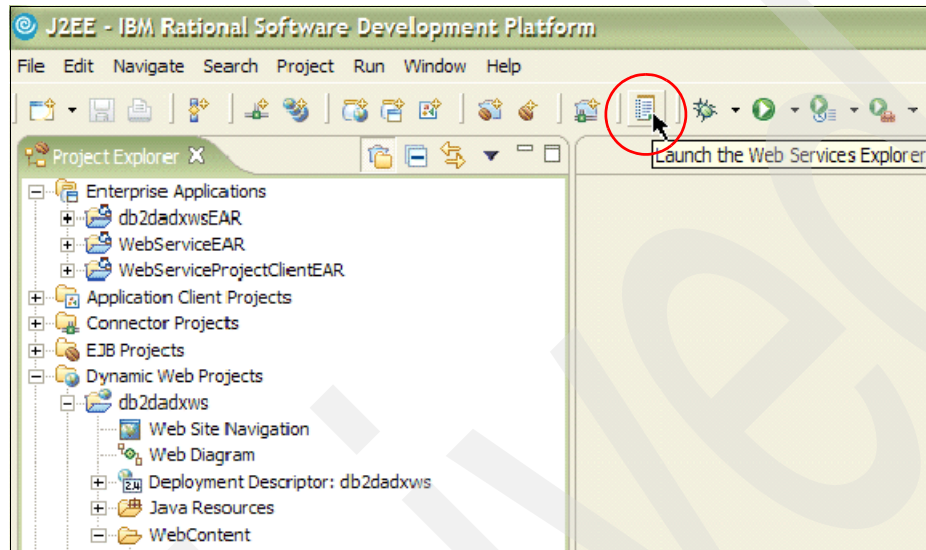 J2EE - IBM Rational Software Development Platform
File Edit Navigate Search Project Run Window Help
Project Explorer
Launch the Web Services Explorer
Enterprise Applications
db2dadxwsEAR
WebServiceEAR
WebServiceProjectClientEAR
Application Client Projects
Connector Projects
EJB Projects
Dynamic Web Projects
db2dadxws
Web Site Navigation
Web Diagram
2.4 Deployment Descriptor: db2dadxws
Java Resources
WebContent